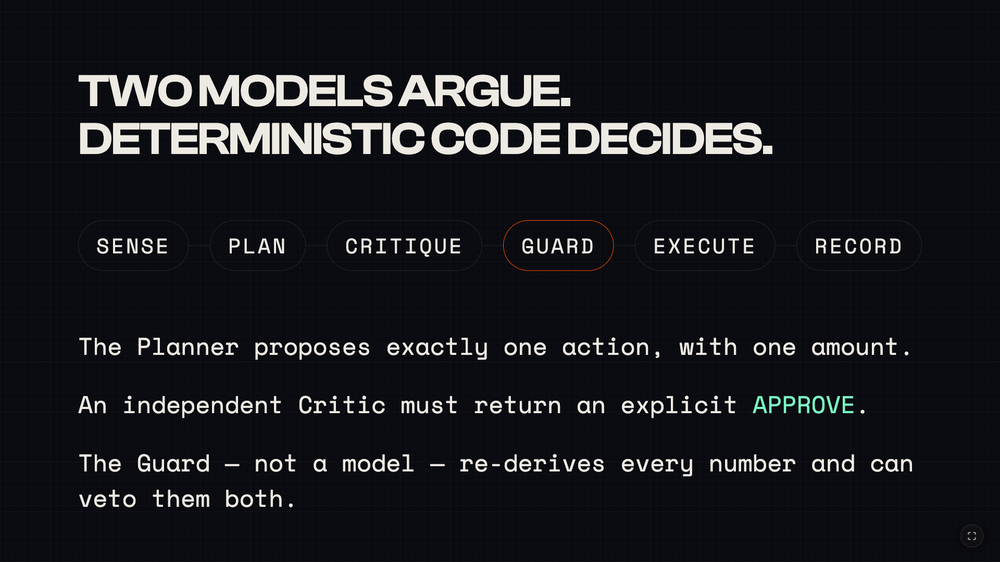 TWO MODELS ARGUE.
DETERMINISTIC CODE DECIDES.
SENSE PLAN CRITIQUE GUARD EXECUTE RECORD
The Planner proposes exactly one action, with one amount.
An independent Critic must return an explicit APPROVE.
The Guard — not a model — re-derives every number and can
veto them both.